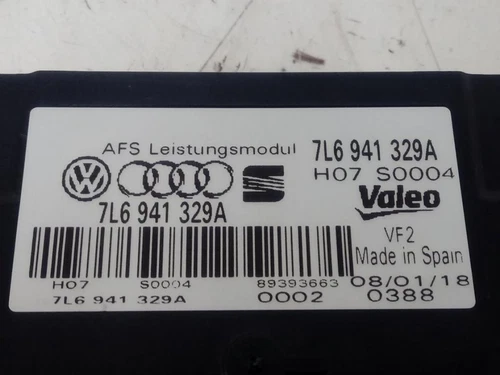 AFS Leistungsmodul 7L6 941 329A
H07 S0004
7L6 941 329A Valeo
VF2
Made in Spain
H07 S0004 89393663 08/01/18
7L6 941 329A 0002 0388